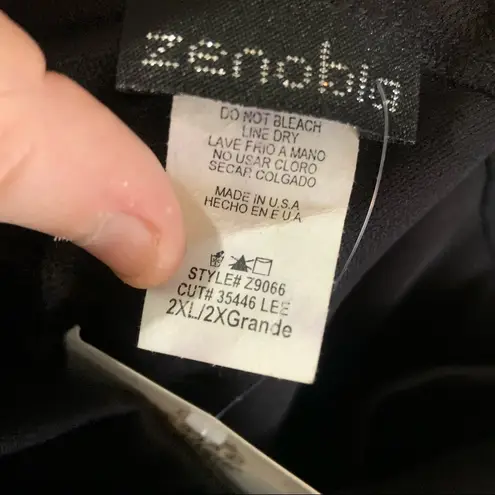 zenobia
DO NOT BLEACH
LINE DRY
LAVE FRIO A MANO
NO USAR CLORO
SECAR COLGADO
MADE IN U.S.A
HECHO EN E U A
STYLE# Z9066
CUT# 35446 LEE
2XL/2XGrande